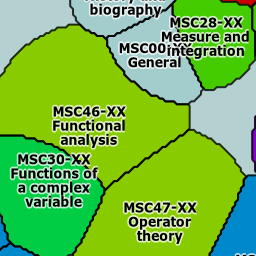 biography
MSC28-XX
Measure and
integration
MSC00-XX
General
MSC46-XX
Functional
analysis
MSC30-XX
Functions of
a complex
variable
MSC47-XX
Operator
theory